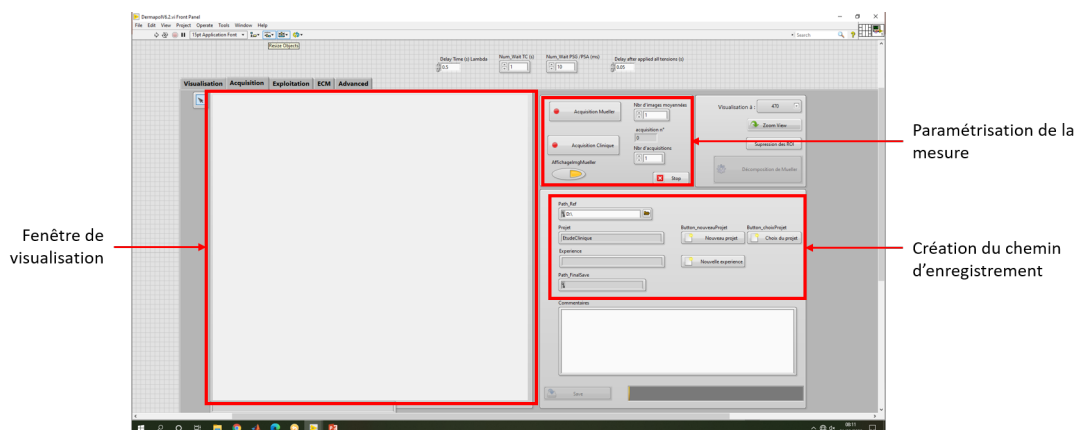 DermapolV6.2.vi Front Panel
File Edit View Project Operate Tools Window Help
15pt Application Font
Search
Resize Objects
Delay Time (s) Lambda
Num_Wait TC (s)
Num_Wait PSG /PSA (ms)
Delay after applied all tensions (s)
0.5
1
10
0.05
Visualisation Acquisition Exploitation ECM Advanced
Acquisition Mueller
Nbr d'images moyennées
1
Visualisation à :
470
acquisition n°
0
Zoom View
Acquisition Clinique
Nbr d'acquisitions
1
Supression des ROI
AffichageImgMueller
Stop
Décomposition de Mueller
Paramétrisation de la
mesure
Path_Ref
D:\
Projet
Button_nouveauProjet
Button_choixProjet
EtudeClinique
Nouveau projet
Choix du projet
Experience
Nouvelle experience
Path_FinalSave
Fenêtre de
visualisation
Création du chemin
d'enregistrement
Commentaires
Save
08:11